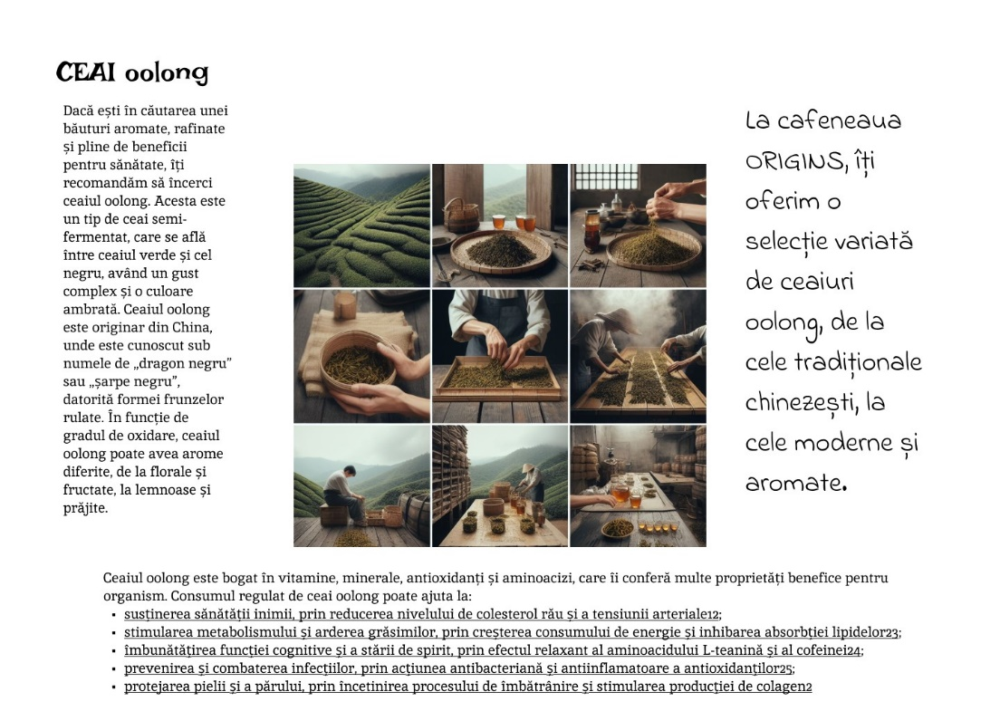 CEAI oolong
Dacă ești în căutarea unei
băuturi aromate, rafinate
și pline de beneficii
pentru sănătate, îți
recomandăm să încerci
ceaiul oolong. Acesta este
un tip de ceai semi-
fermentat, care se află
între ceaiul verde și cel
negru, având un gust
complex și o culoare
ambrată. Ceaiul oolong
este originar din China,
unde este cunoscut sub
numele de „dragon negru”
sau „șarpe negru”,
datorită formei frunzelor
rulate. În funcție de
gradul de oxidare, ceaiul
oolong poate avea arome
diferite, de la florale și
fructate, la lemnoase și
prăjite.
La cafeneaua
ORIGINS, îți
oferim o
selecție variată
de ceaiuri
oolong, de la
cele tradiționale
chinezești, la
cele moderne și
aromate.
Ceaiul oolong este bogat în vitamine, minerale, antioxidanți și aminoacizi, care îi conferă multe proprietăți benefice pentru
organism. Consumul regulat de ceai oolong poate ajuta la:
▪ susținerea sănătății inimii, prin reducerea nivelului de colesterol rău și a tensiunii arteriale12;
▪ stimularea metabolismului și arderea grăsimilor, prin creșterea consumului de energie și inhibarea absorbției lipidelor23;
▪ îmbunătățirea funcției cognitive și a stării de spirit, prin efectul relaxant al aminoacidului L-teanină și al cofeinei24;
▪ prevenirea și combaterea infecțiilor, prin acțiunea antibacteriană și antiinflamatoare a antioxidanților25;
▪ protejarea pielii și a părului, prin încetinirea procesului de îmbătrânire și stimularea producției de colagen2